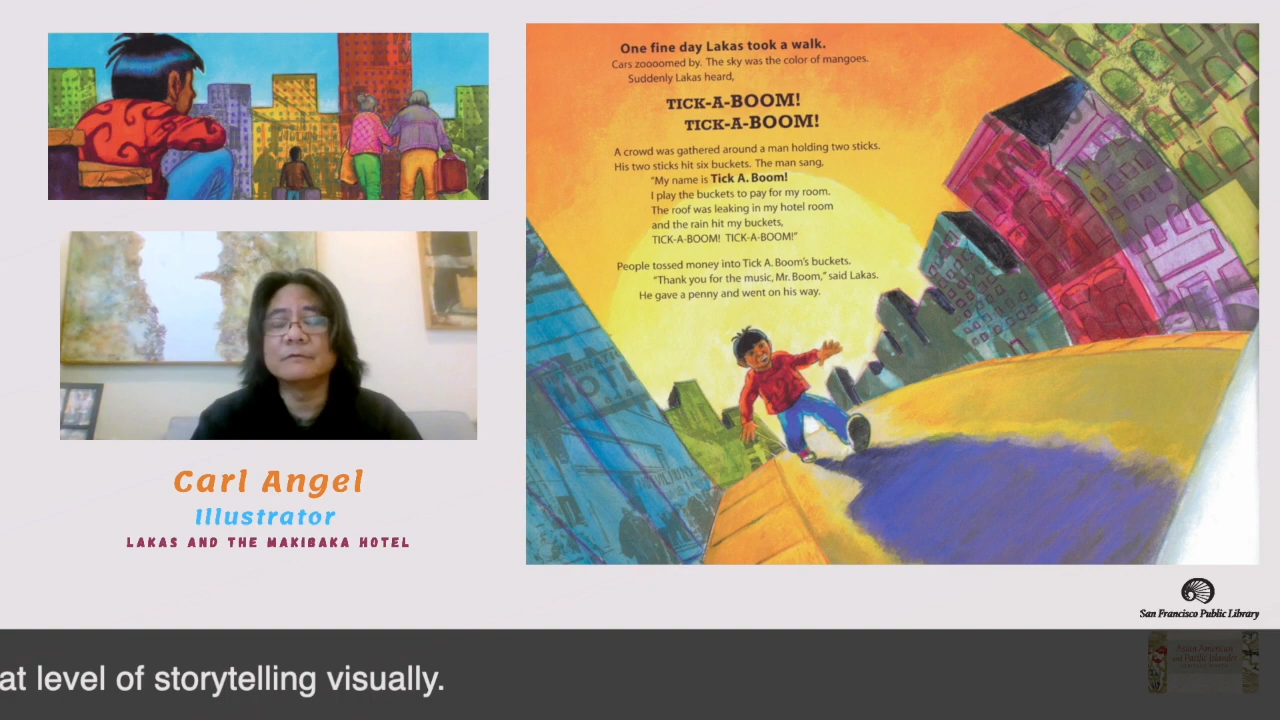 One fine day Lakas took a walk.
Cars zoooomed by. The sky was the color of mangoes.
Suddenly Lakas heard,
TICK-A-BOOM!
TICK-A-BOOM!
A crowd was gathered around a man holding two sticks.
His two sticks hit six buckets. The man sang,
"My name is Tick A. Boom!
I play the buckets to pay for my room.
The roof was leaking in my hotel room
and the rain hit my buckets,
TICK-A-BOOM! TICK-A-BOOM!"
People tossed money into Tick A. Boom's buckets.
"Thank you for the music, Mr. Boom," said Lakas.
He gave a penny and went on his way.
Carl Angel
Illustrator
LAKAS AND THE MAKIBAKA HOTEL
San Francisco Public Library
Asian American
and Pacific Islander
at level of storytelling visually.